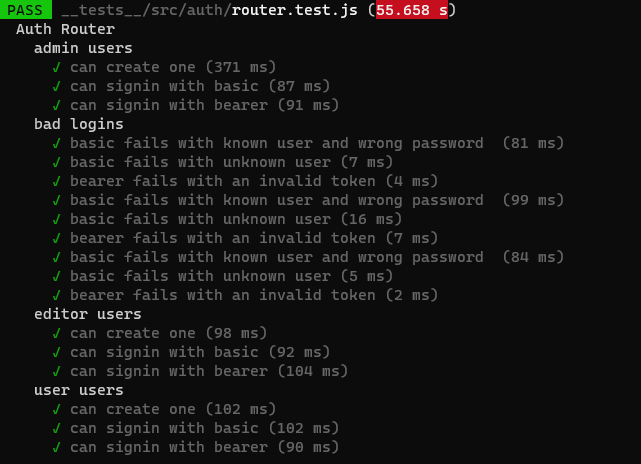 PASS __tests__/src/auth/router.test.js (55.658 s)
Auth Router
admin users
√ can create one (371 ms)
√ can signin with basic (87 ms)
√ can signin with bearer (91 ms)
bad logins
√ basic fails with known user and wrong password  (81 ms)
√ basic fails with unknown user (7 ms)
√ bearer fails with an invalid token (4 ms)
√ basic fails with known user and wrong password  (99 ms)
√ basic fails with unknown user (16 ms)
√ bearer fails with an invalid token (7 ms)
√ basic fails with known user and wrong password  (84 ms)
√ basic fails with unknown user (5 ms)
√ bearer fails with an invalid token (2 ms)
editor users
√ can create one (98 ms)
√ can signin with basic (92 ms)
√ can signin with bearer (104 ms)
user users
√ can create one (102 ms)
√ can signin with basic (102 ms)
√ can signin with bearer (90 ms)